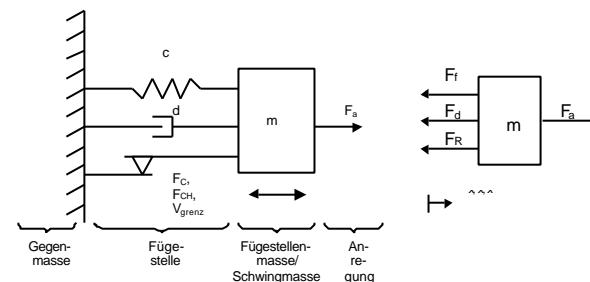 c
d
m
Fa
FC,
FCH,
Vgrenz
Ff
Fd
FR
m
Fa
Gegen-
masse
Füge-
stelle
Fügestellen-
masse/
Schwingmasse
An-
re-
gung